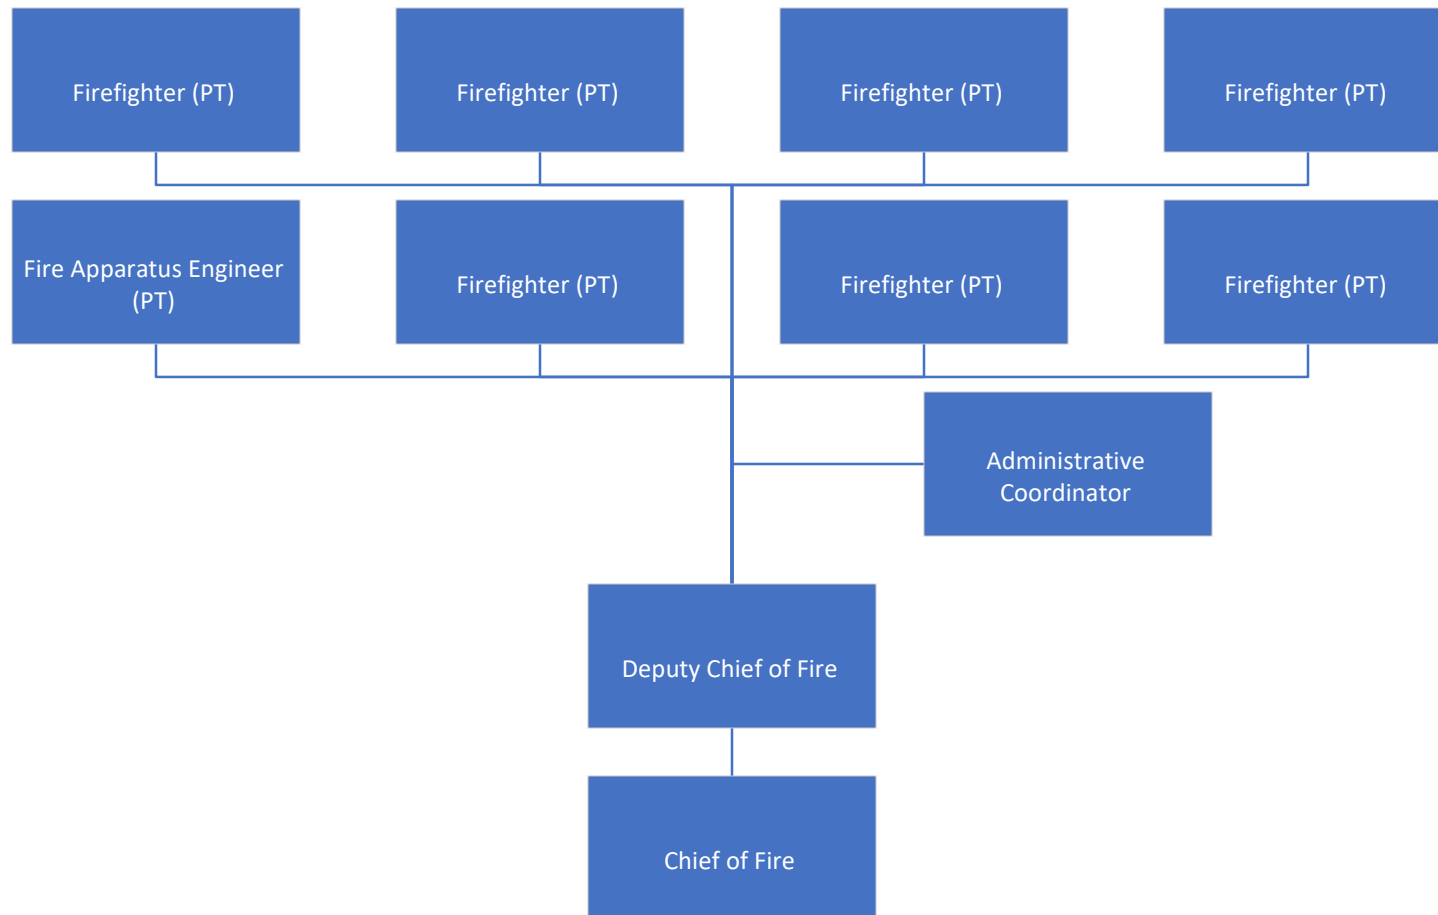 Firefighter (PT)
Firefighter (PT)
Firefighter (PT)
Firefighter (PT)
Fire Apparatus Engineer
(PT)
Firefighter (PT)
Firefighter (PT)
Firefighter (PT)
Administrative
Coordinator
Deputy Chief of Fire
Chief of Fire